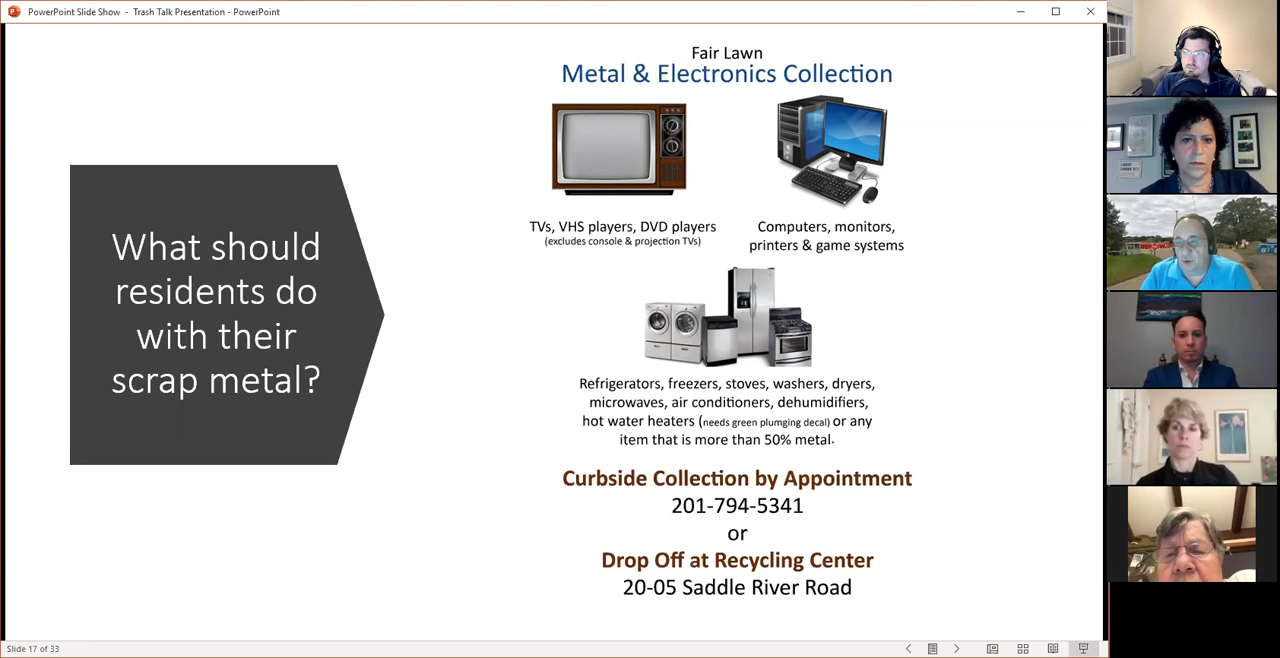 PowerPoint Slide Show - Trash Talk Presentation - PowerPoint
What should
residents do
with their
scrap metal?
Fair Lawn
Metal & Electronics Collection
TVs, VHS players, DVD players
(excludes console & projection TVs)
Computers, monitors,
printers & game systems
Refrigerators, freezers, stoves, washers, dryers,
microwaves, air conditioners, dehumidifiers,
hot water heaters (needs green plumging decal) or any
item that is more than 50% metal.
Curbside Collection by Appointment
201-794-5341
or
Drop Off at Recycling Center
20-05 Saddle River Road
Slide 17 of 33